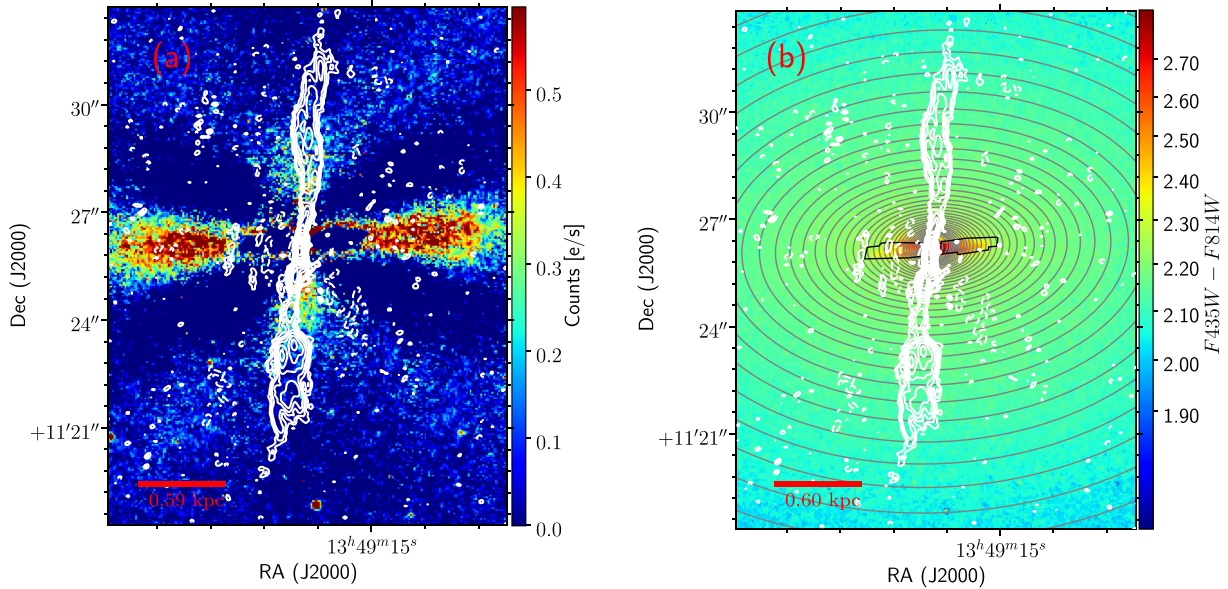 (a)
30″
27″
24″
+11′21″
Dec (J2000)
0.59 kpc
13ʰ49ᵐ15ˢ
RA (J2000)
0.5
0.4
0.3
0.2
0.1
0.0
Counts [e/s]
(b)
30″
27″
24″
+11′21″
Dec (J2000)
0.60 kpc
13ʰ49ᵐ15ˢ
RA (J2000)
2.70
2.60
2.50
2.40
2.30
2.20
2.10
2.00
1.90
F435W − F814W